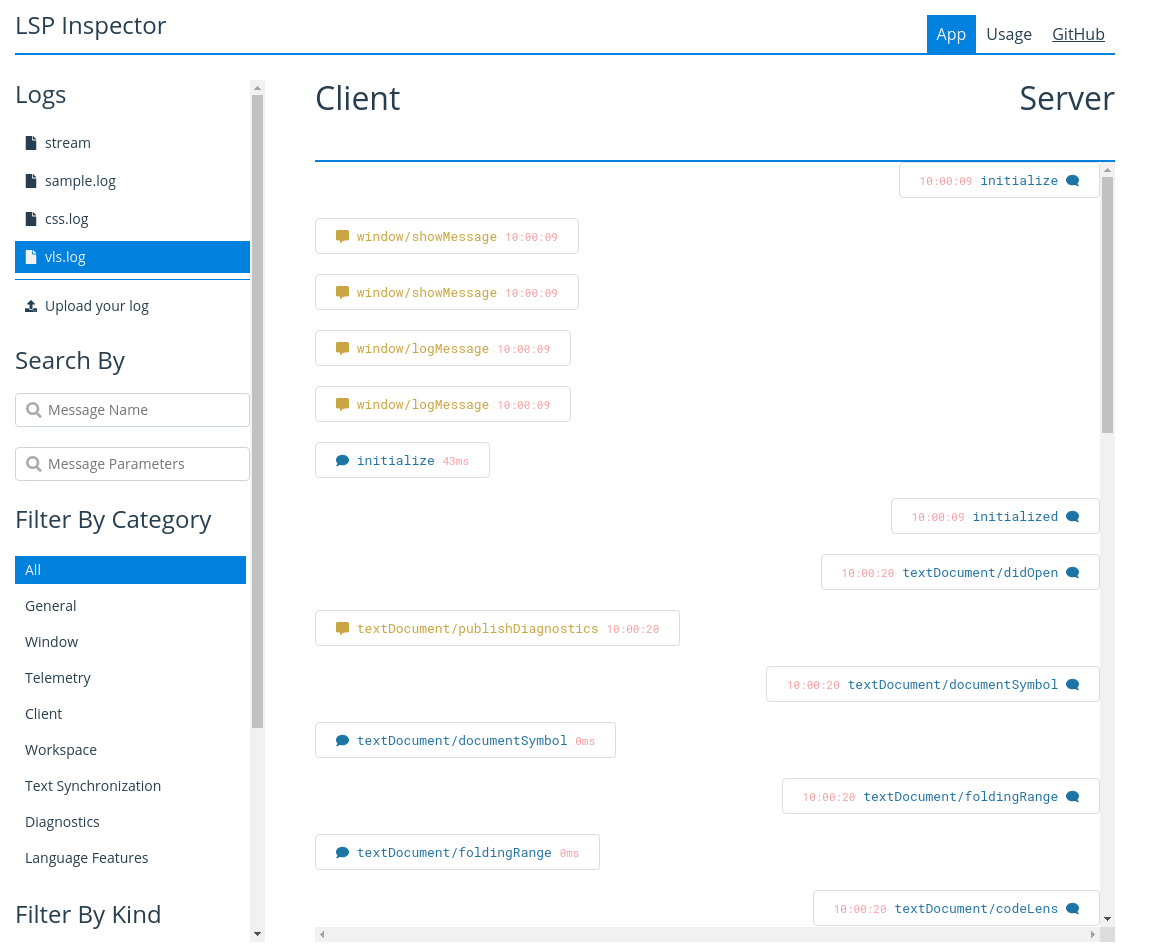 LSP Inspector
App Usage GitHub
Logs
stream
sample.log
css.log
vls.log
Upload your log
Search By
Message Name
Message Parameters
Filter By Category
All
General
Window
Telemetry
Client
Workspace
Text Synchronization
Diagnostics
Language Features
Filter By Kind
Client Server
10:00:09 initialize
window/showMessage 10:00:09
window/showMessage 10:00:09
window/logMessage 10:00:09
window/logMessage 10:00:09
initialize 43ms
10:00:09 initialized
10:00:20 textDocument/didOpen
textDocument/publishDiagnostics 10:00:20
10:00:20 textDocument/documentSymbol
textDocument/documentSymbol 0ms
10:00:20 textDocument/foldingRange
textDocument/foldingRange 0ms
10:00:20 textDocument/codeLens